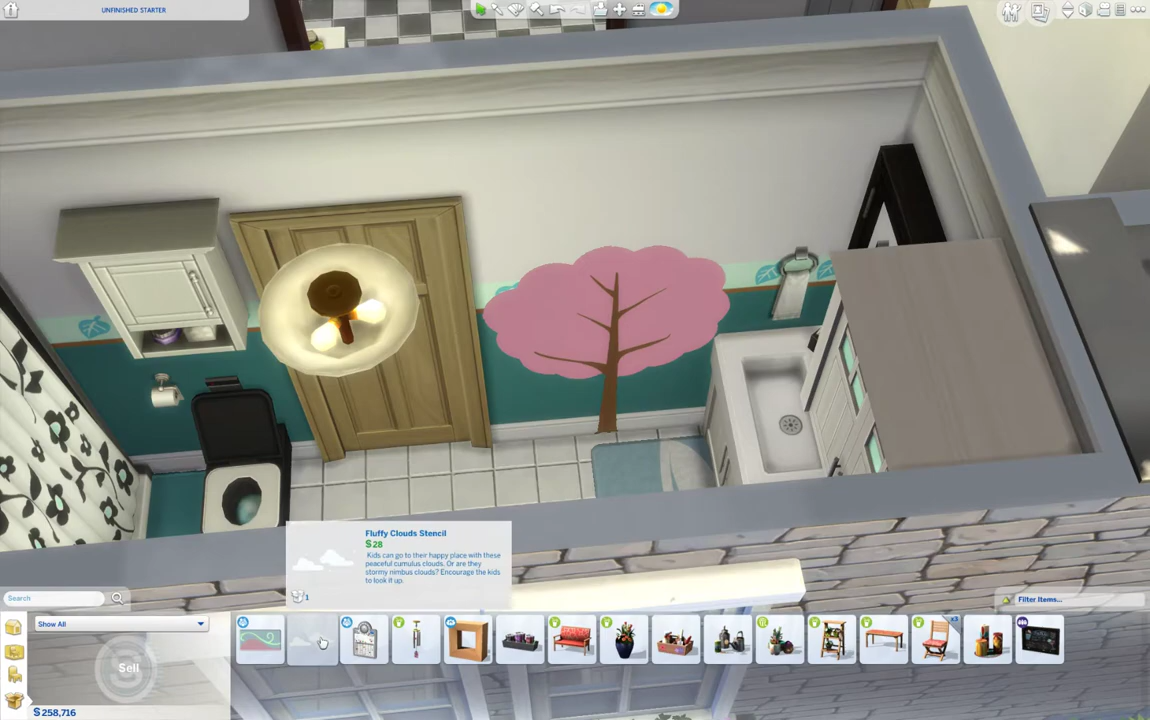 UNFINISHED STARTER
Fluffy Clouds Stencil
§28
Kids can go to their happy place with these
peaceful cumulus clouds. Or are they
stormy nimbus clouds? Encourage the kids
to look it up.
1
Search
Filter Items...
Show All
x3
Sell
§258,716